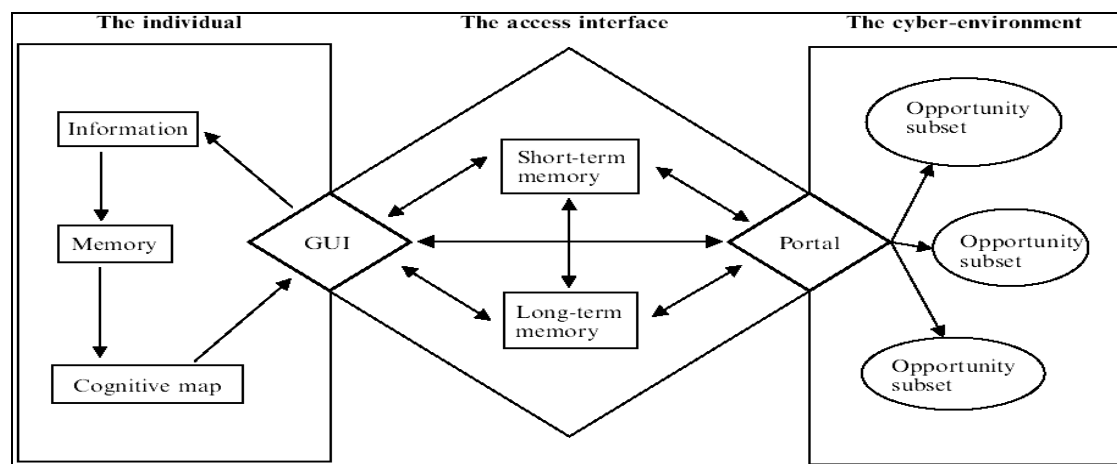 The individual
The access interface
The cyber-environment
Information
Memory
Cognitive map
GUI
Short-term
memory
Long-term
memory
Portal
Opportunity
subset
Opportunity
subset
Opportunity
subset